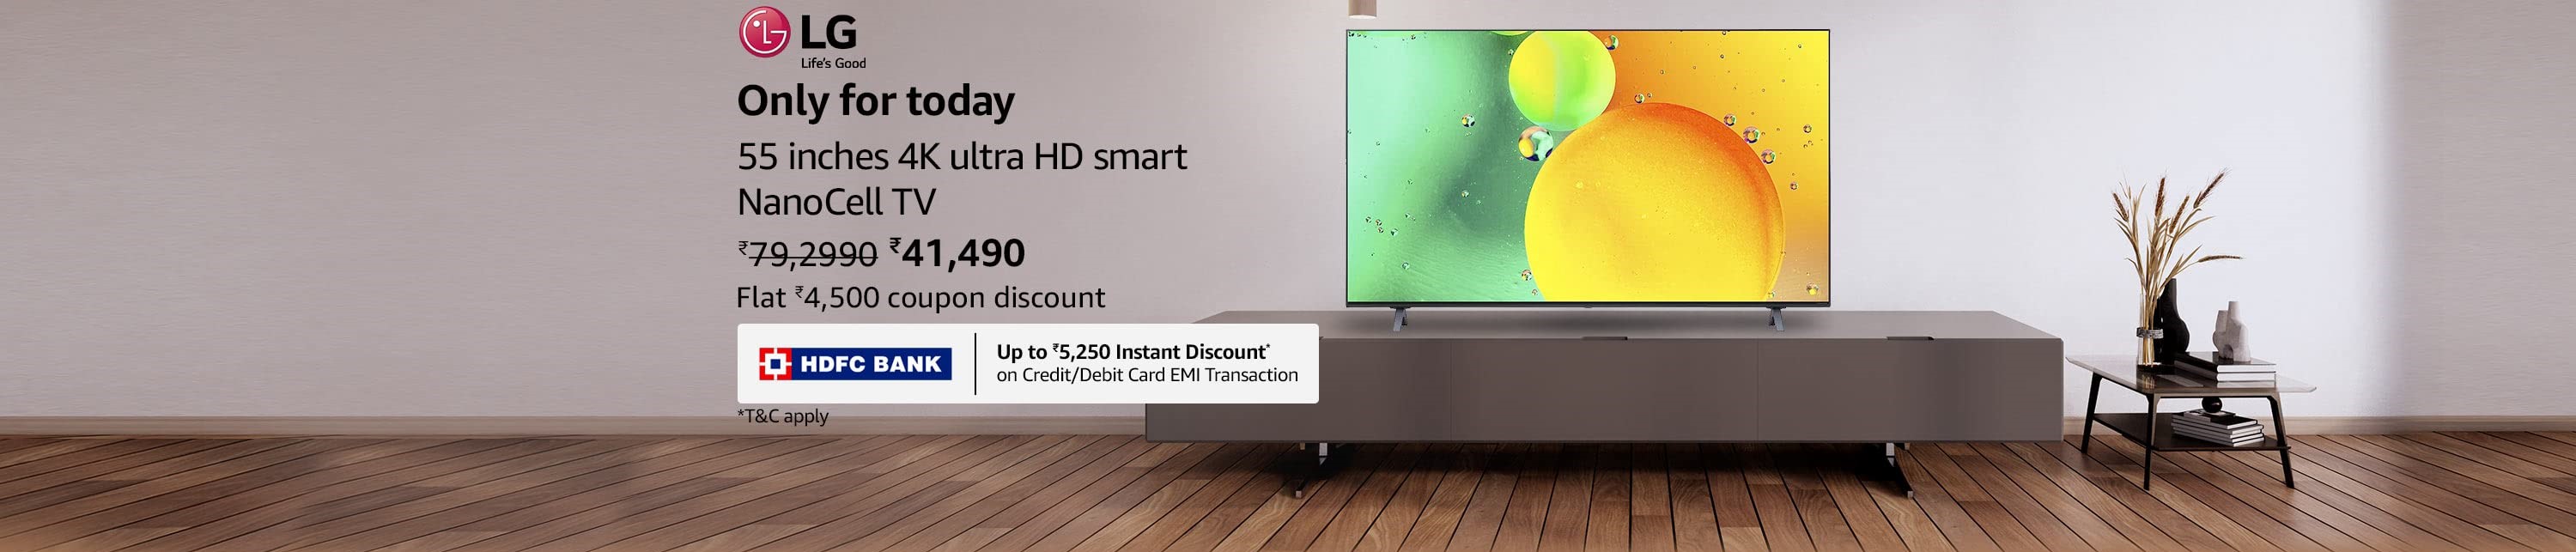 LG
Life's Good
Only for today
55 inches 4K ultra HD smart
NanoCell TV
₹79,2990 ₹41,490
Flat ₹4,500 coupon discount
HDFC BANK
Up to ₹5,250 Instant Discount*
on Credit/Debit Card EMI Transaction
*T&C apply